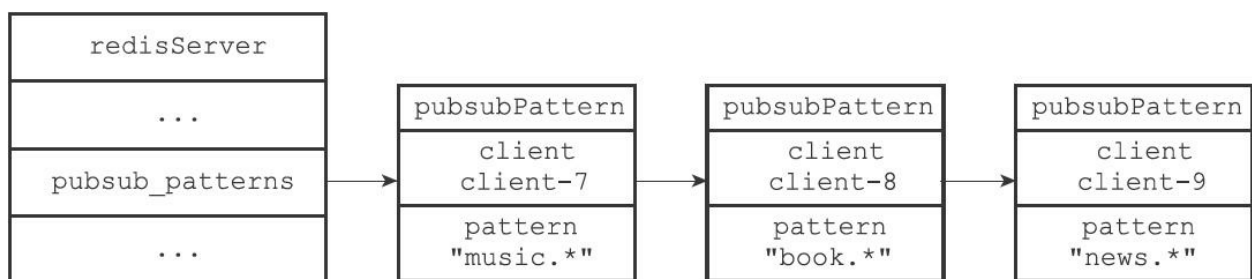 redisServer
...
pubsub_patterns
...
pubsubPattern
client
client-7
pattern
"music.*"
pubsubPattern
client
client-8
pattern
"book.*"
pubsubPattern
client
client-9
pattern
"news.*"